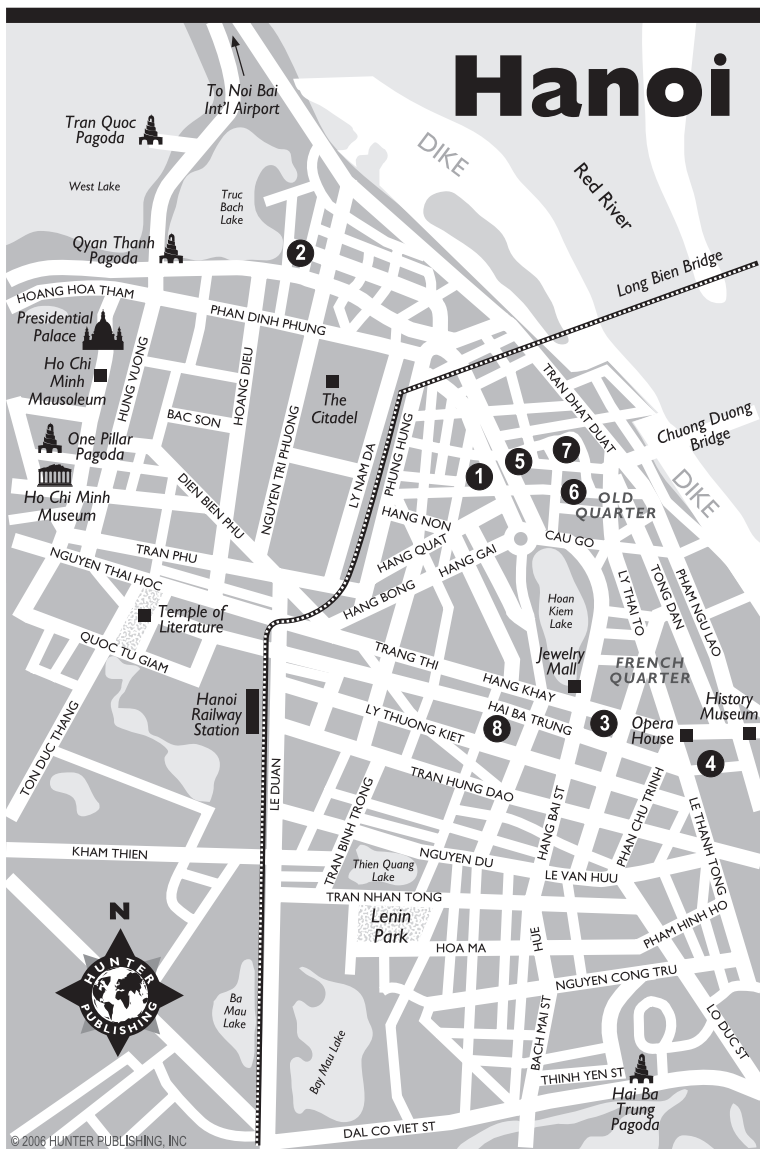 Hanoi
To Noi Bai
Int'l Airport
Tran Quoc
Pagoda
DIKE
Red River
West Lake
Truc
Bach
Lake
Qyan Thanh
Pagoda
2
Long Bien Bridge
HOANG HOA THAM
PHAN DINH PHUNG
Presidential
Palace
Ho Chi
Minh
Mausoleum
HUNG VUONG
HOANG DIEU
BAC SON
NGUYEN TRI PHUONG
The
Citadel
LY NAM DA
PHUNG HUNG
TRAN DHAT DUAT
Chuong Duong
Bridge
One Pillar
Pagoda
Ho Chi Minh
Museum
DIEN BIEN PHU
1
5
7
6
OLD
QUARTER
DIKE
HANG NON
HANG QUAT
HANG GAI
HANG BONG
CAU GO
TRAN PHU
NGUYEN THAI HOC
Temple of
Literature
QUOC TU GIAM
Hoan
Kiem
Lake
LY THAI TO
TONG DAN
PHAM NGU LAO
FRENCH
QUARTER
TRANG THI
HANG KHAY
Jewelry
Mall
Hanoi
Railway
Station
LY THUONG KIET
HAI BA TRUNG
8
3
Opera
House
History
Museum
4
TON DUC THANG
LE DUAN
TRAN HUNG DAO
TRAN BINH TRONG
HANG BAI ST
PHAN CHU TRINH
LE THANH TONG
KHAM THIEN
Thien Quang
Lake
NGUYEN DU
LE VAN HUU
TRAN NHAN TONG
Lenin
Park
HOA MA
HUE
PHAM HINH HO
NGUYEN CONG TRU
N
HUNTER
PUBLISHING
Ba
Mau
Lake
Bay Mau Lake
BACH MAI ST
LO DUC ST
THINH YEN ST
Hai Ba
Trung
Pagoda
DAL CO VIET ST
© 2006 HUNTER PUBLISHING, INC